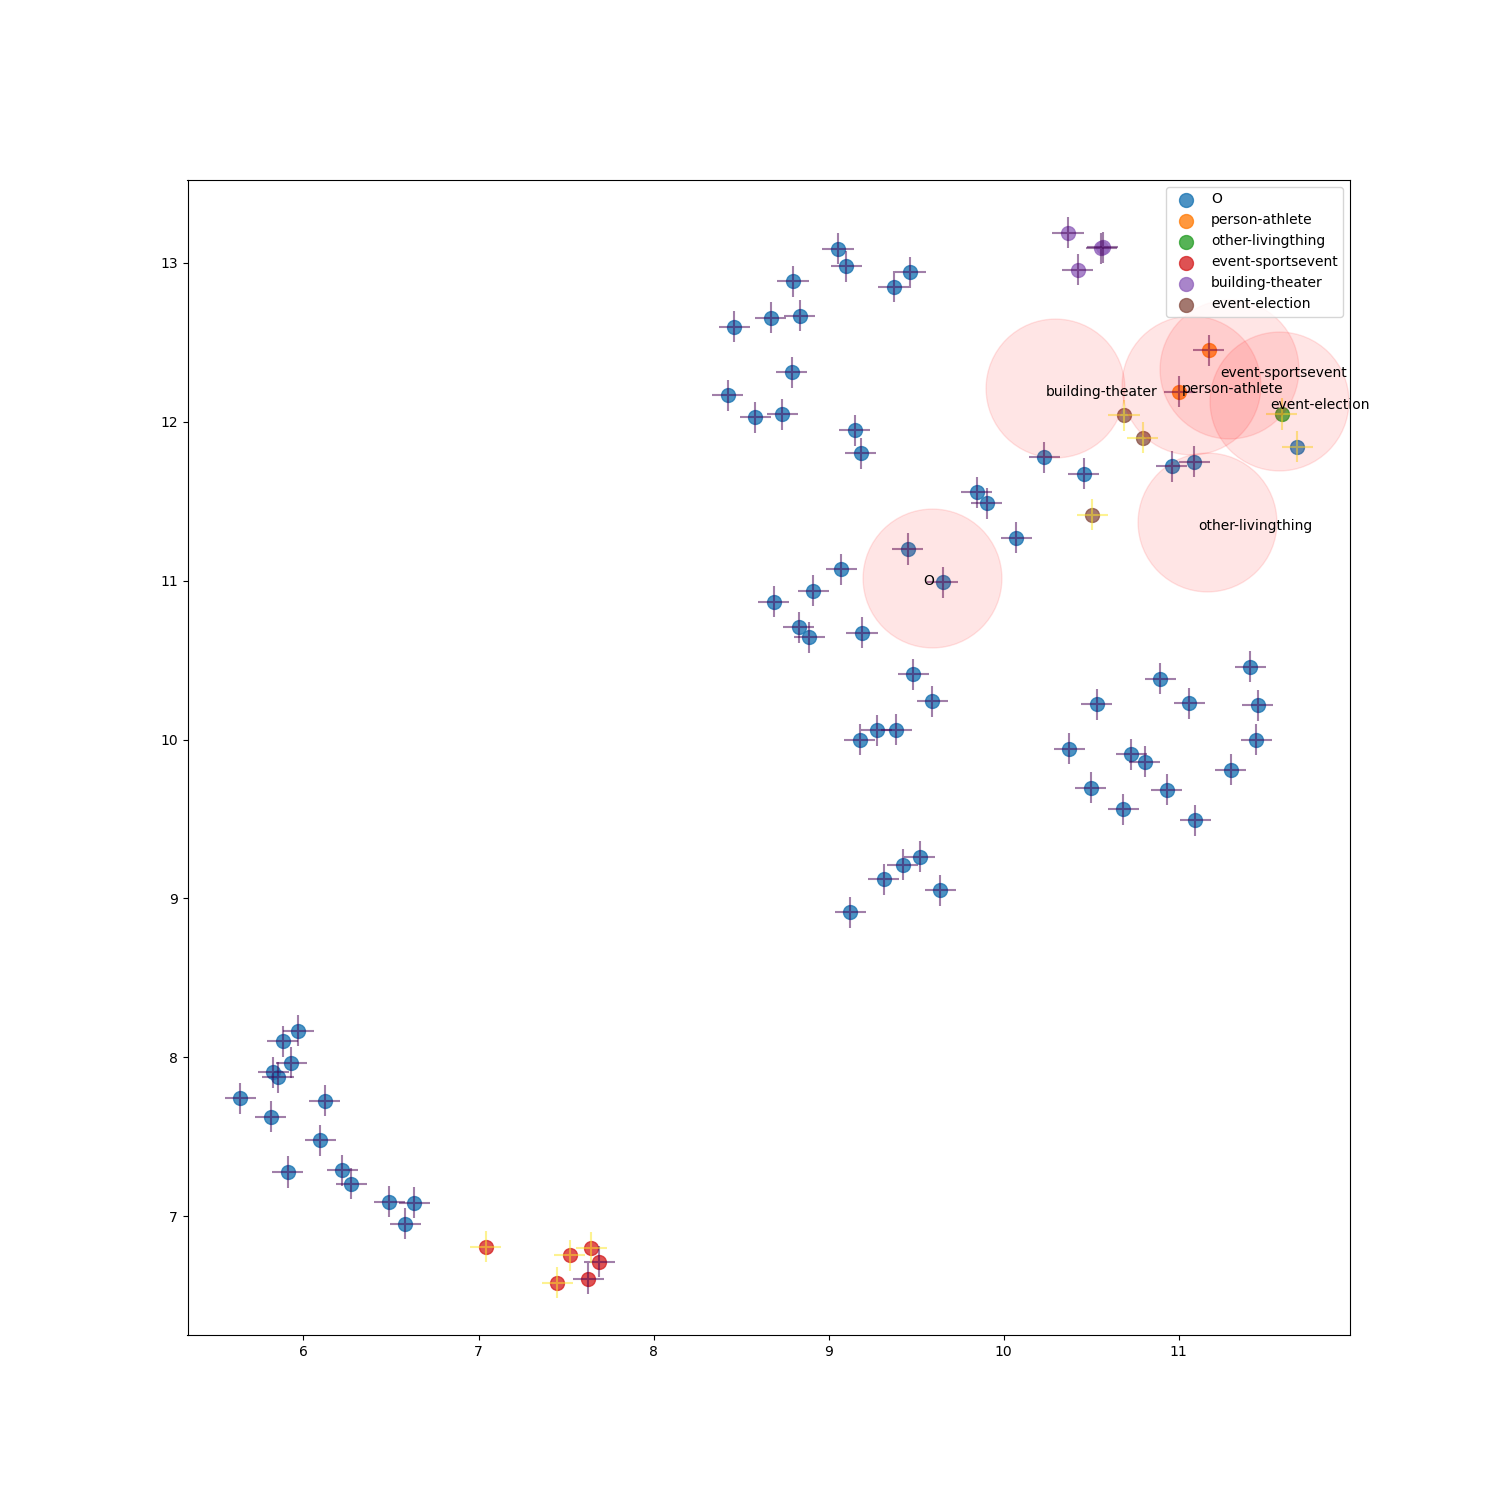 O
person-athlete
other-livingthing
event-sportsevent
building-theater
event-election
13
event-sportsevent
person-athlete
building-theater
event-election
12
other-livingthing
11
O
10
9
8
7
6 7 8 9 10 11